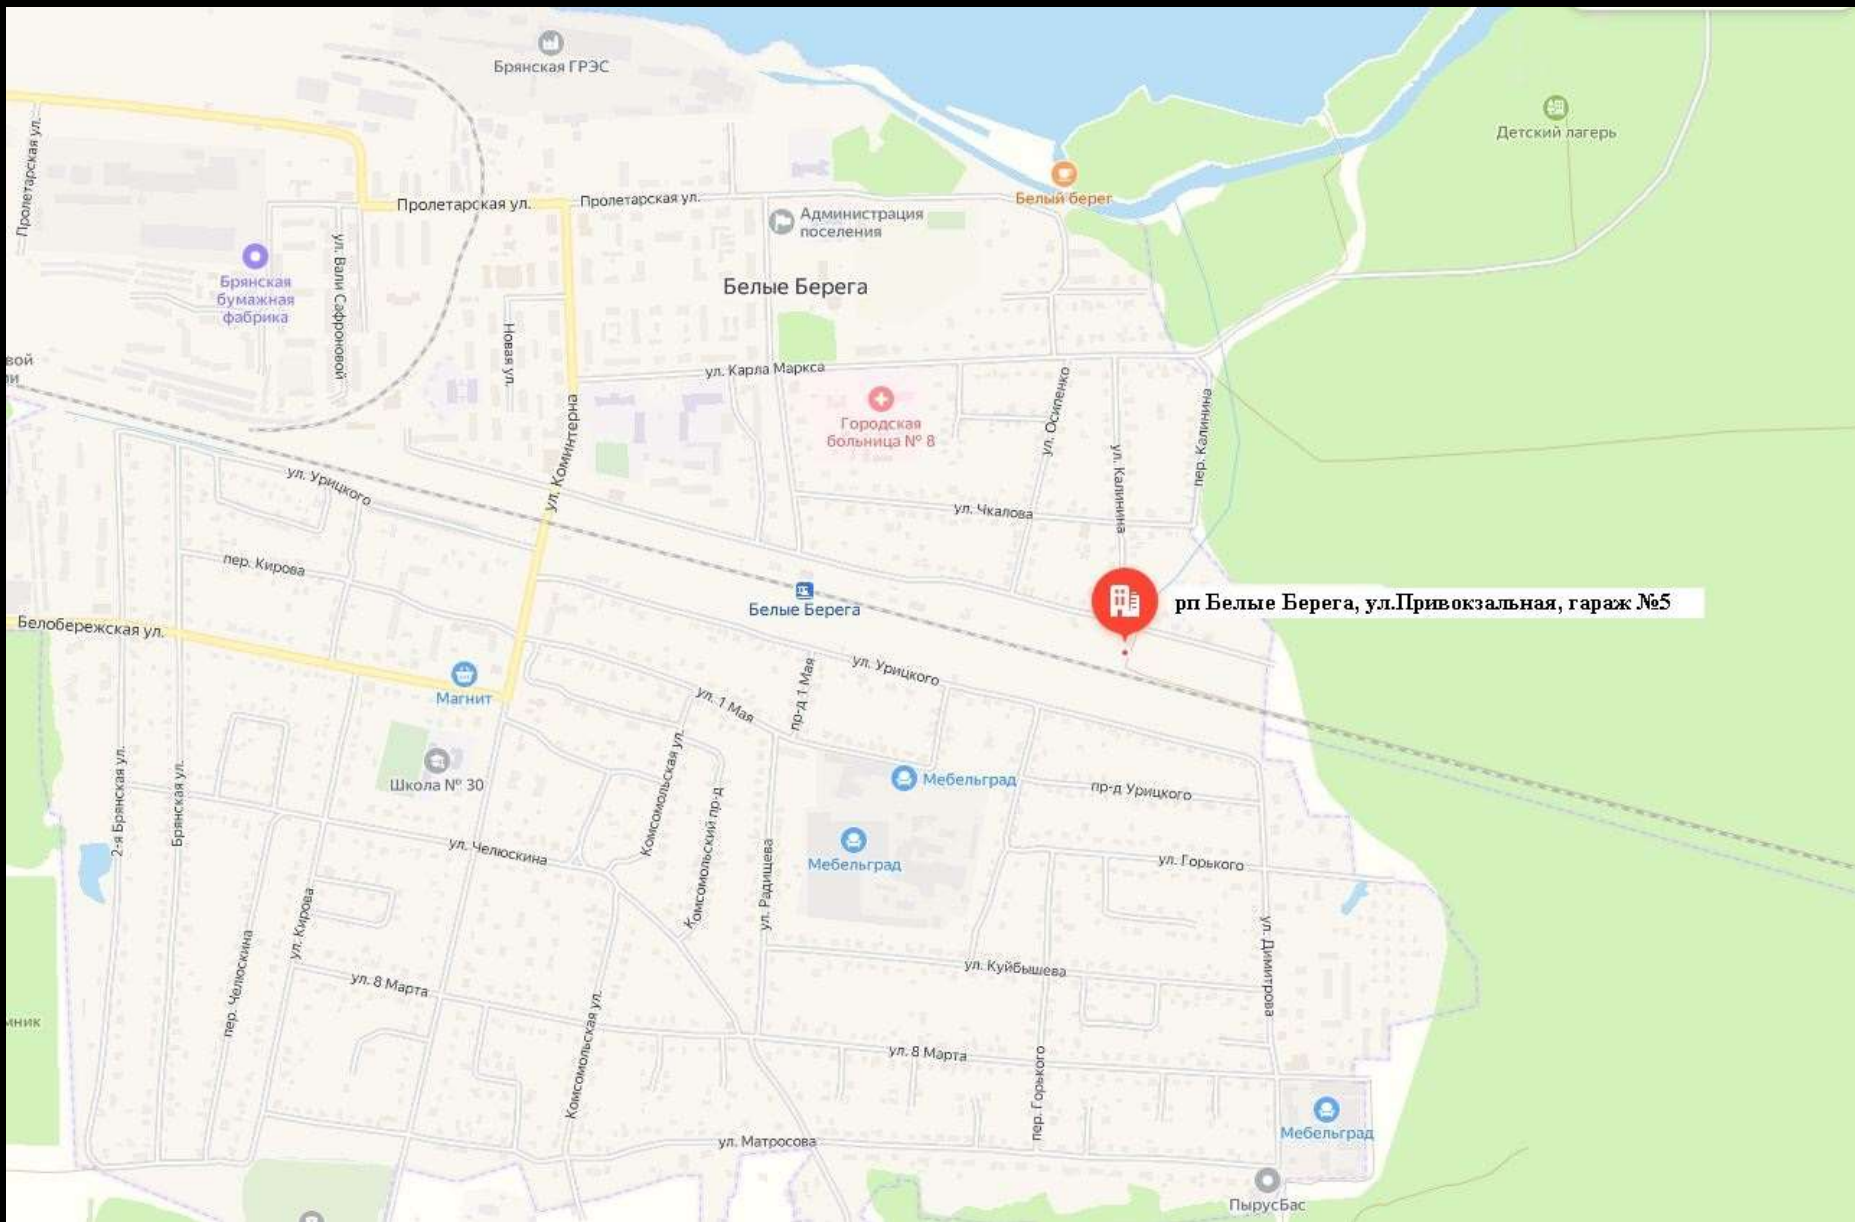 Брянская ГРЭС
Детский лагерь
Пролетарская ул.
Пролетарская ул.
Пролетарская ул.
Белый берег
Администрация
поселения
ул. Вали Сафроновой
Брянская
бумажная
фабрика
Белые Берега
Новая ул.
вой
ии
ул. Карла Маркса
ул. Коминтерна
Городская
больница № 8
ул. Осипенко
ул. Калинина
пер. Калинина
ул. Урицкого
ул. Чкалова
пер. Кирова
Белые Берега
рп Белые Берега, ул.Привокзальная, гараж №5
Белобережская ул.
Магнит
ул. 1 Мая
пр-д 1 Мая
ул. Урицкого
2-я Брянская ул.
Брянская ул.
Школа № 30
Комсомольская ул.
Комсомольский пр-д
Мебельград
пр-д Урицкого
ул. Челюскина
ул. Радищева
Мебельград
ул. Горького
ул. Кирова
пер. Челюскина
ул. 8 Марта
ул. Куйбышева
ул. Димитрова
мник
Комсомольская ул.
ул. 8 Марта
пер. Горького
ул. Матросова
Мебельград
ПырусБас